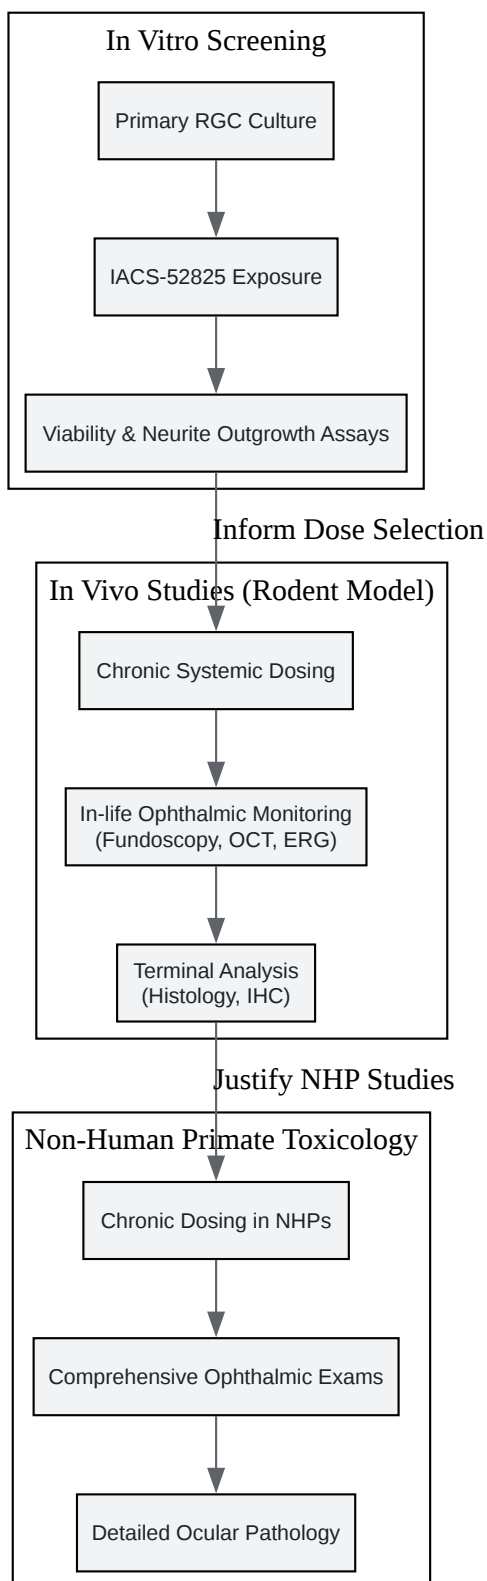 In Vitro Screening
Primary RGC Culture
IACS-52825 Exposure
Viability & Neurite Outgrowth Assays
Inform Dose Selection
In Vivo Studies (Rodent Model)
Chronic Systemic Dosing
In-life Ophthalmic Monitoring
(Fundoscopy, OCT, ERG)
Terminal Analysis
(Histology, IHC)
Justify NHP Studies
Non-Human Primate Toxicology
Chronic Dosing in NHPs
Comprehensive Ophthalmic Exams
Detailed Ocular Pathology